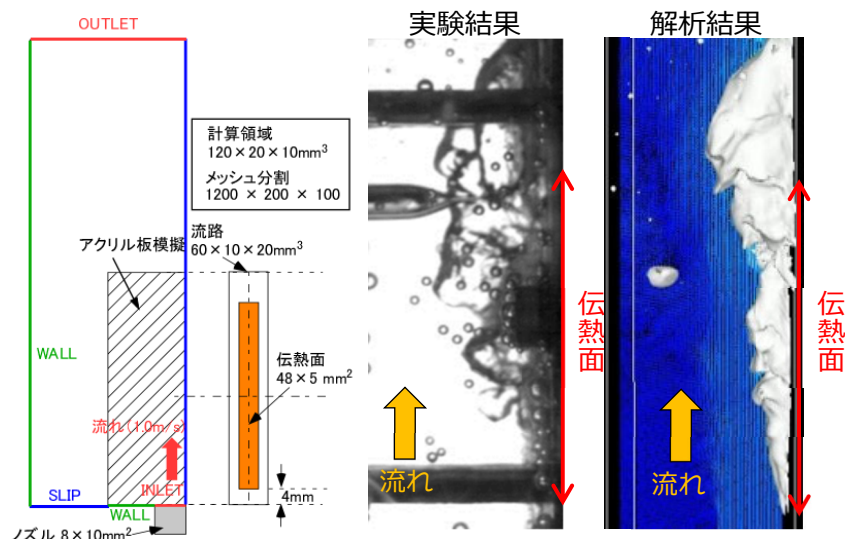 OUTLET
計算領域
120×20×10mm³
メッシュ分割
1200 × 200 × 100
アクリル板模擬
流路
60×10×20mm³
WALL
伝熱面
48×5 mm²
流れ(1.0m/s)
SLIP
INLET
WALL
4mm
ノズル 8×10mm²
実験結果
伝熱面
流れ
解析結果
伝熱面
流れ